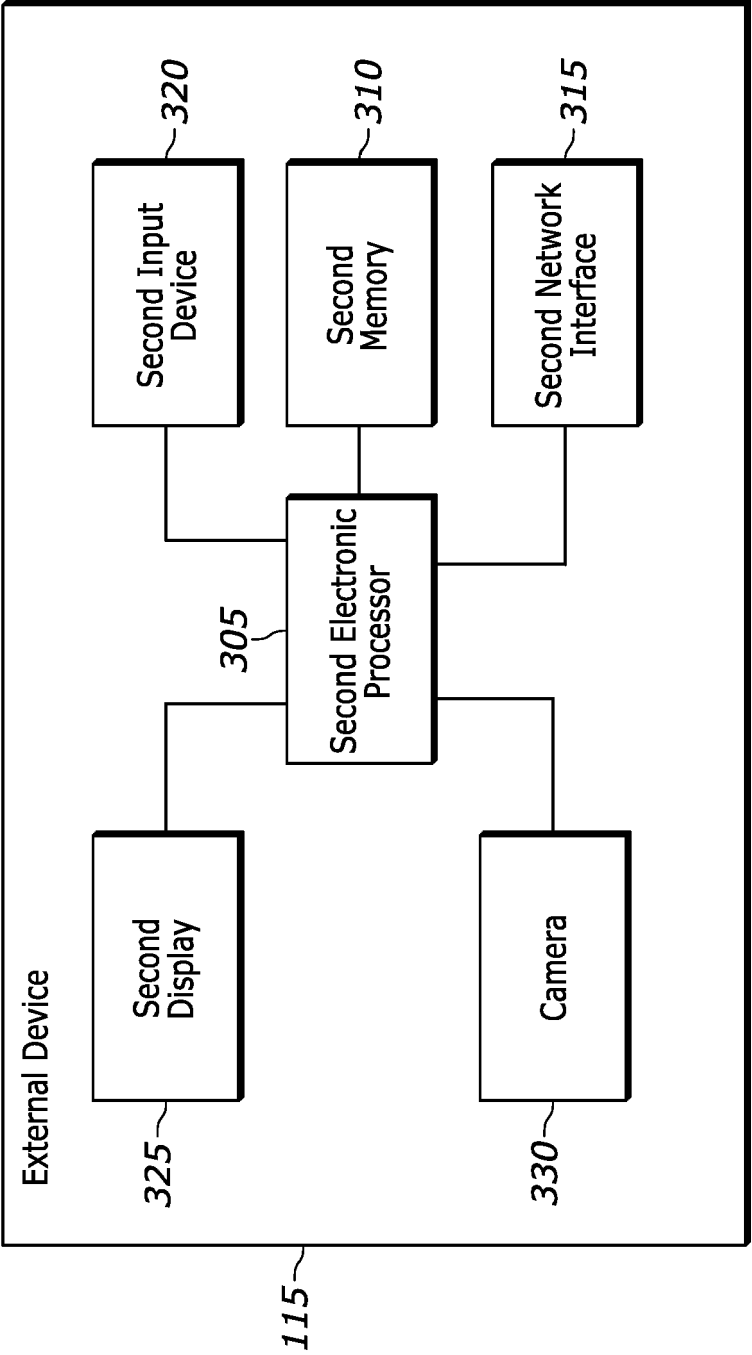 External Device
115
325
Second
Display
305
Second Electronic
Processor
Second Input
Device
320
Second
Memory
310
Camera
330
Second Network
Interface
315